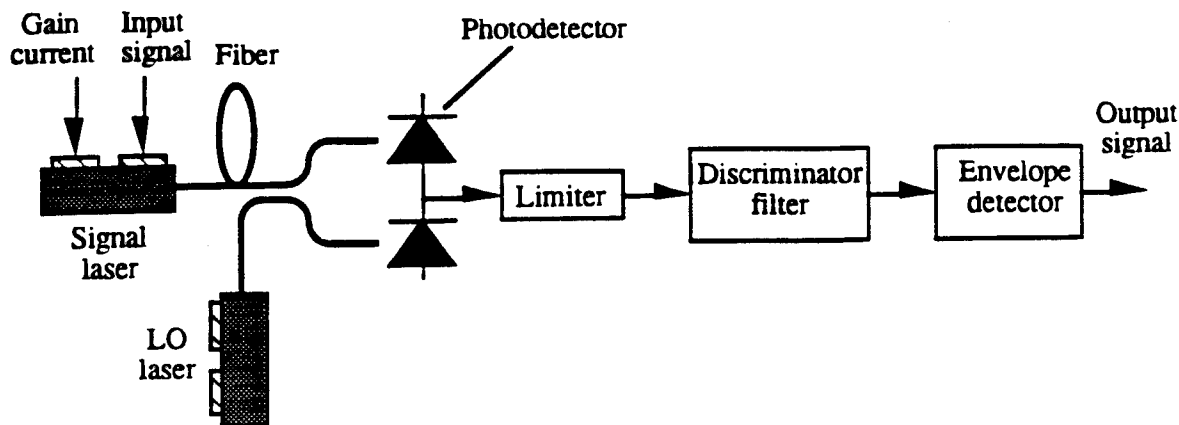 Gain
current
Input
signal
Fiber
Photodetector
Limiter
Discriminator
filter
Envelope
detector
Output
signal
Signal
laser
LO
laser